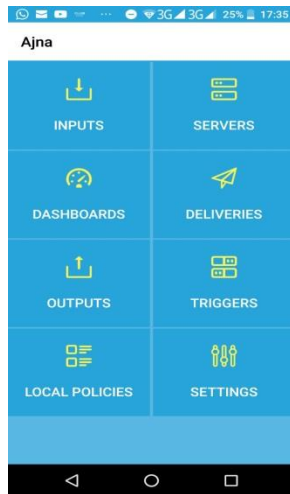 3G 3G 25% 17:35
Ajna
INPUTS SERVERS
DASHBOARDS DELIVERIES
OUTPUTS TRIGGERS
LOCAL POLICIES SETTINGS